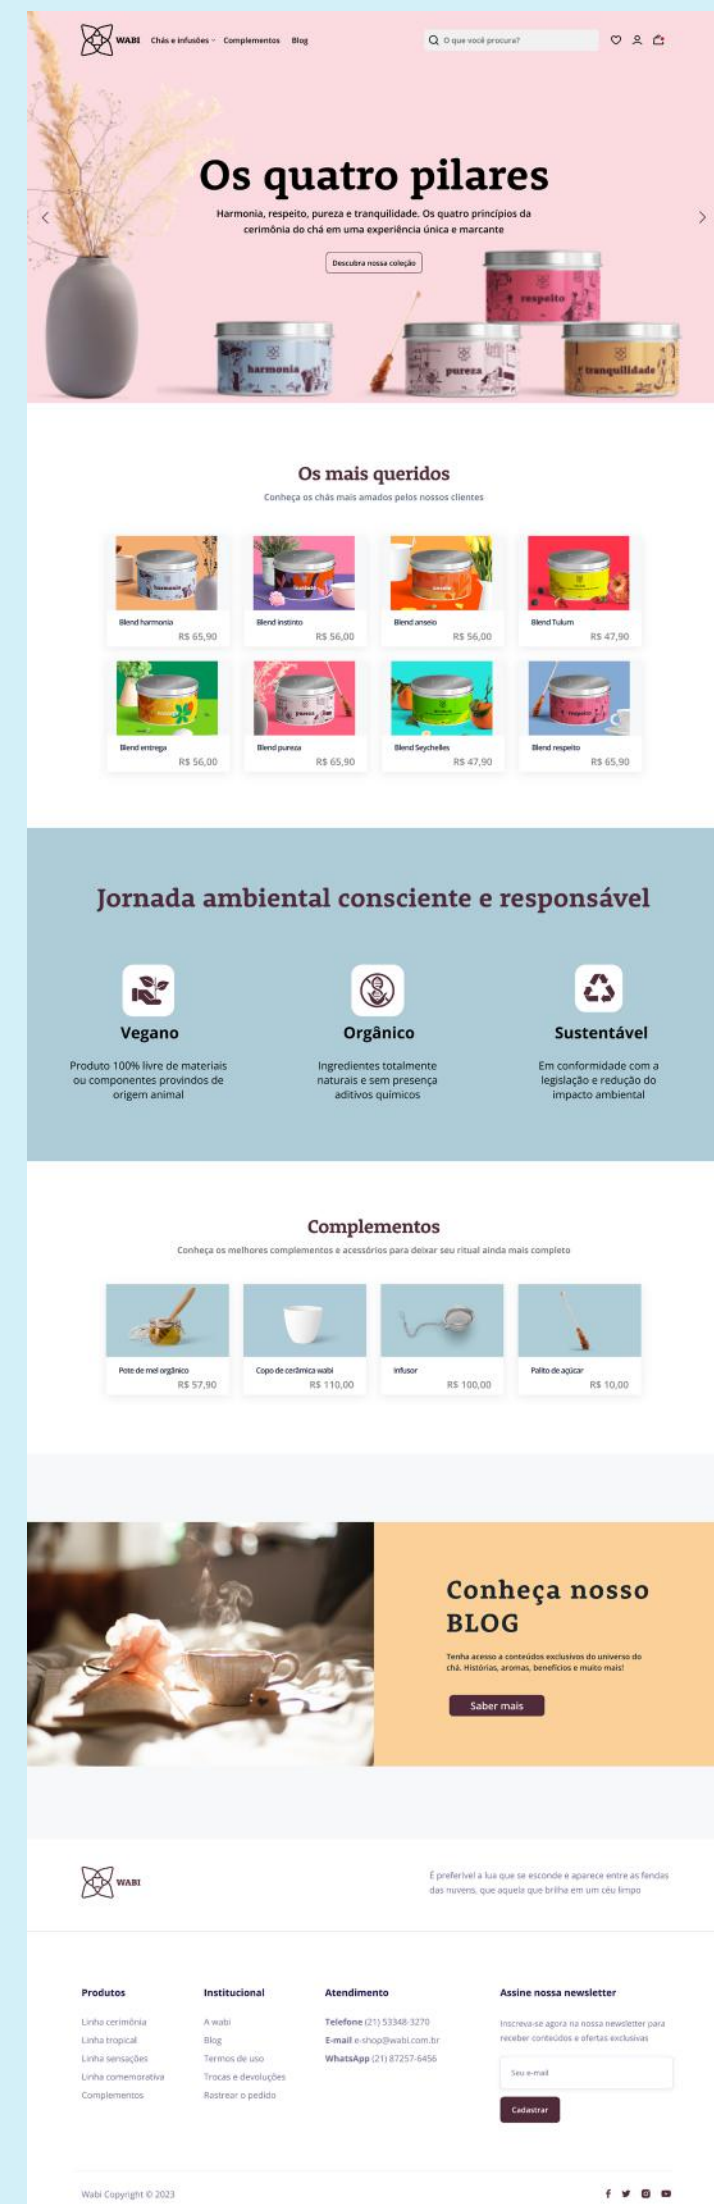 WABI Chás e infusões Complementos Blog O que você procura?
Os quatro pilares
Harmonia, respeito, pureza e tranquilidade. Os quatro princípios da
cerimônia do chá em uma experiência única e marcante
Descubra nossa coleção
respeito
harmonia
pureza
tranquilidade
Os mais queridos
Conheça os chás mais amados pelos nossos clientes
harmonia
instinto
anseio
Blend harmonia
R$ 65,90
Blend instinto
R$ 56,00
Blend anseio
R$ 56,00
Blend Tulum
R$ 47,90
pureza
respeito
Blend entrega
R$ 56,00
Blend pureza
R$ 65,90
Blend Seychelles
R$ 47,90
Blend respeito
R$ 65,90
Jornada ambiental consciente e responsável
Vegano
Produto 100% livre de materiais
ou componentes provindos de
origem animal
Orgânico
Ingredientes totalmente
naturais e sem presença
aditivos químicos
Sustentável
Em conformidade com a
legislação e redução do
impacto ambiental
Complementos
Conheça os melhores complementos e acessórios para deixar seu ritual ainda mais completo
Pote de mel orgânico
R$ 57,90
Copo de cerâmica wabi
R$ 110,00
Infusor
R$ 100,00
Palito de açúcar
R$ 10,00
Conheça nosso
BLOG
Tenha acesso a conteúdos exclusivos do universo do
chá. Histórias, aromas, benefícios e muito mais!
Saber mais
WABI
É preferível a lua que se esconde e aparece entre as fendas
das nuvens, que aquela que brilha em um céu limpo
Produtos
Linha cerimônia
Linha tropical
Linha sensações
Linha comemorativa
Complementos
Institucional
A wabi
Blog
Termos de uso
Trocas e devoluções
Rastrear o pedido
Atendimento
Telefone (21) 53348-3270
E-mail e-shop@wabi.com.br
WhatsApp (21) 87257-6456
Assine nossa newsletter
Inscreva-se agora na nossa newsletter para
receber conteúdos e ofertas exclusivas
Seu e-mail
Cadastrar
Wabi Copyright © 2023